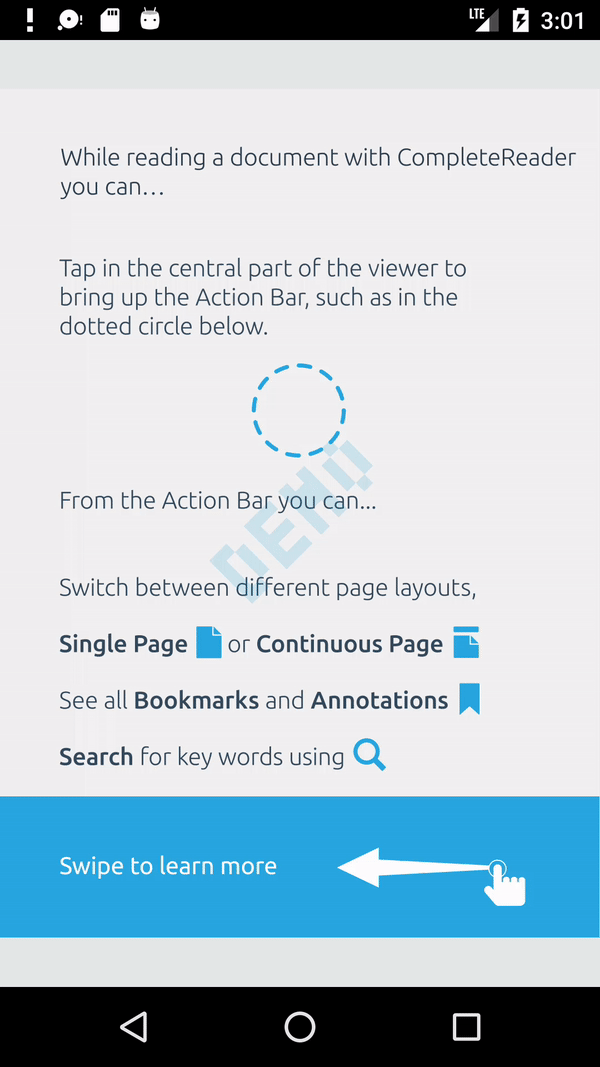 LTE 3:01
While reading a document with CompleteReader
you can…
Tap in the central part of the viewer to
bring up the Action Bar, such as in the
dotted circle below.
DEMO
From the Action Bar you can...
Switch between different page layouts,
Single Page or Continuous Page
See all Bookmarks and Annotations
Search for key words using
Swipe to learn more